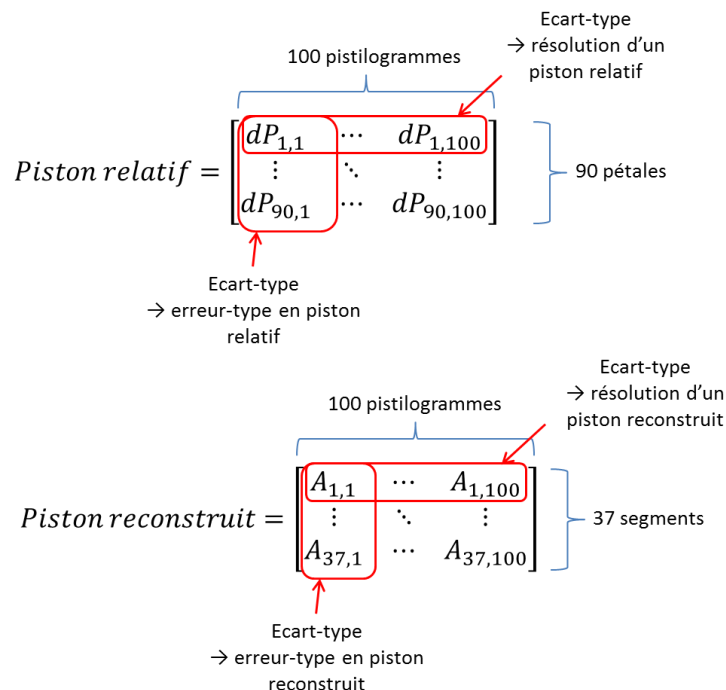 Ecart-type
→ résolution d'un
piston relatif
100 pistilogrammes
Piston relatif = [dP1,1 ⋯ dP1,100
⋮ ⋱ ⋮
dP90,1 ⋯ dP90,100]
90 pétales
Ecart-type
→ erreur-type en piston
relatif
Ecart-type
→ résolution d'un
piston reconstruit
100 pistilogrammes
Piston reconstruit = [A1,1 ⋯ A1,100
⋮ ⋱ ⋮
A37,1 ⋯ A37,100]
37 segments
Ecart-type
→ erreur-type en piston
reconstruit